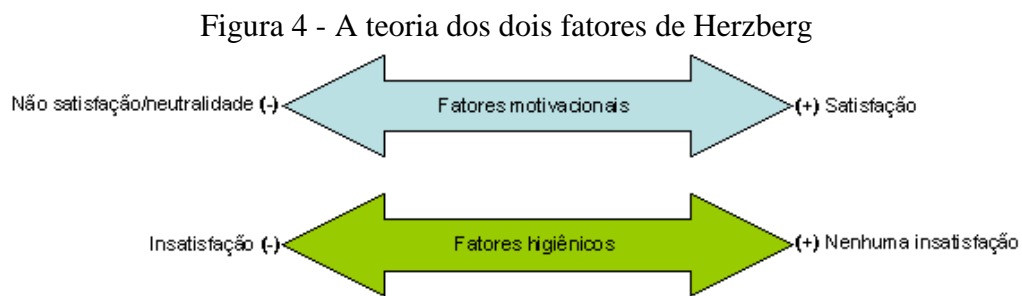 Figura 4 - A teoria dos dois fatores de Herzberg
Não satisfação/neutralidade (-) Fatores motivacionais (+) Satisfação
Insatisfação (-) Fatores higiênicos (+) Nenhuma insatisfação